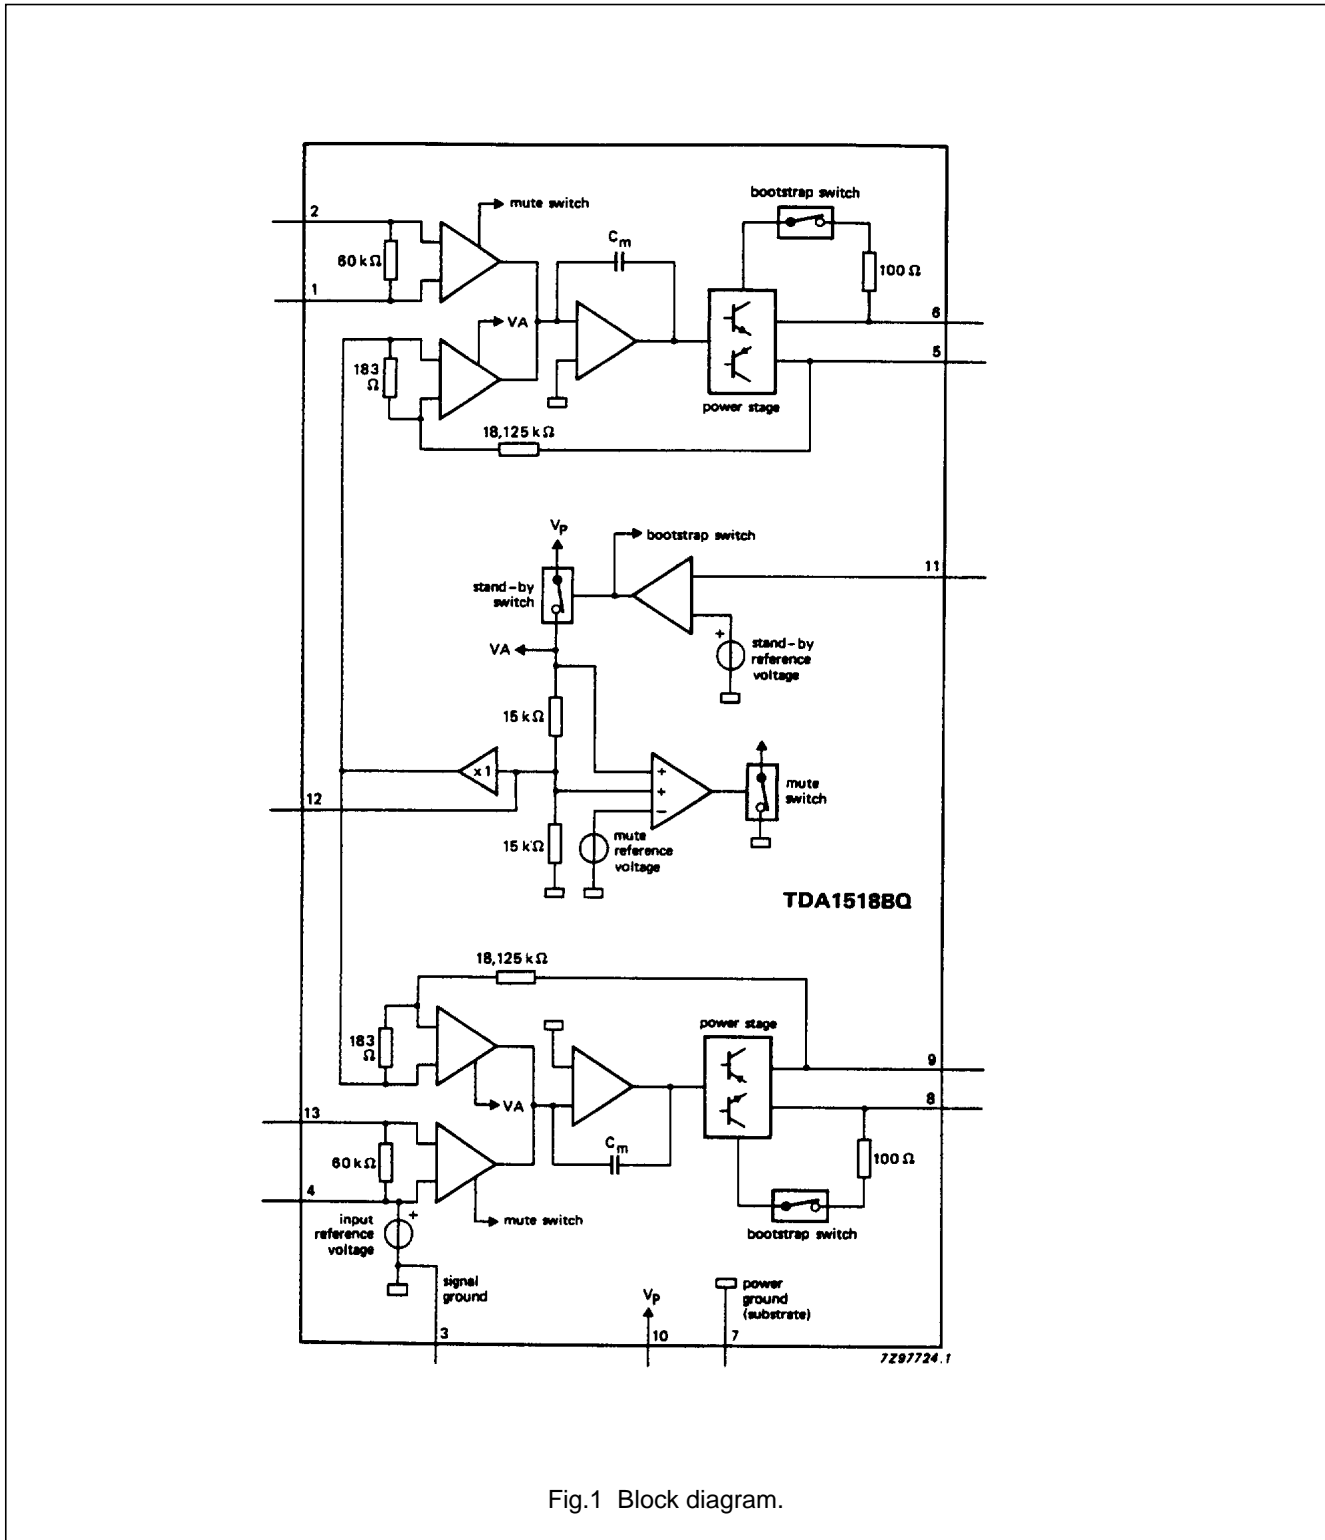 2
mute switch
bootstrap switch
60 kΩ
Cm
100 Ω
1
VA
6
5
183
Ω
power stage
18,125 kΩ
VP
bootstrap switch
11
stand-by
switch
+
VA
stand-by
reference
voltage
15 kΩ
x1
+
+
−
mute
switch
12
15 kΩ
mute
reference
voltage
TDA1518BQ
18,125 kΩ
power stage
183
Ω
9
VA
8
13
Cm
60 kΩ
100 Ω
4
input
reference
voltage
+
mute switch
bootstrap switch
signal
ground
VP
power
ground
(substrate)
3
10
7
7Z97724.1
Fig.1 Block diagram.